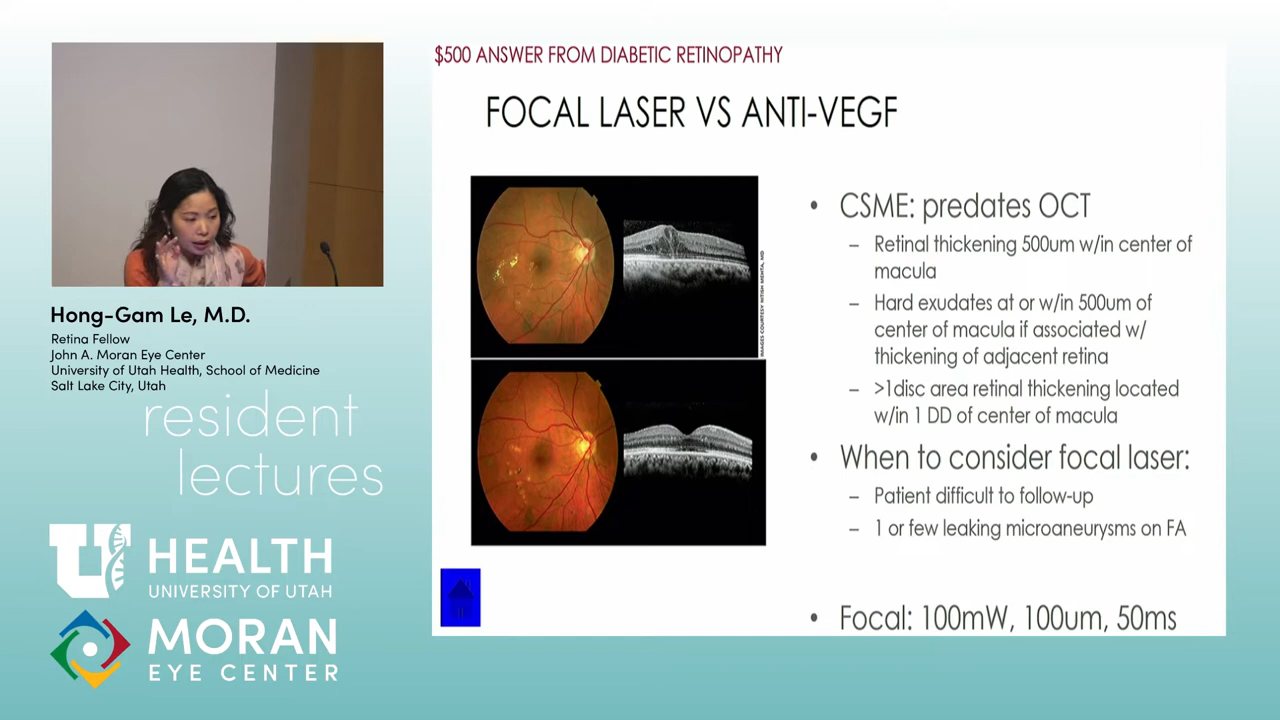 $500 ANSWER FROM DIABETIC RETINOPATHY
FOCAL LASER VS ANTI-VEGF
IMAGES COURTESY NITISH MEHTA, MD
• CSME: predates OCT
– Retinal thickening 500um w/in center of
macula
– Hard exudates at or w/in 500um of
center of macula if associated w/
thickening of adjacent retina
– >1disc area retinal thickening located
w/in 1 DD of center of macula
• When to consider focal laser:
– Patient difficult to follow-up
– 1 or few leaking microaneurysms on FA
• Focal: 100mW, 100um, 50ms
Hong-Gam Le, M.D.
Retina Fellow
John A. Moran Eye Center
University of Utah Health, School of Medicine
Salt Lake City, Utah
resident
lectures
U HEALTH
UNIVERSITY OF UTAH
MORAN
EYE CENTER